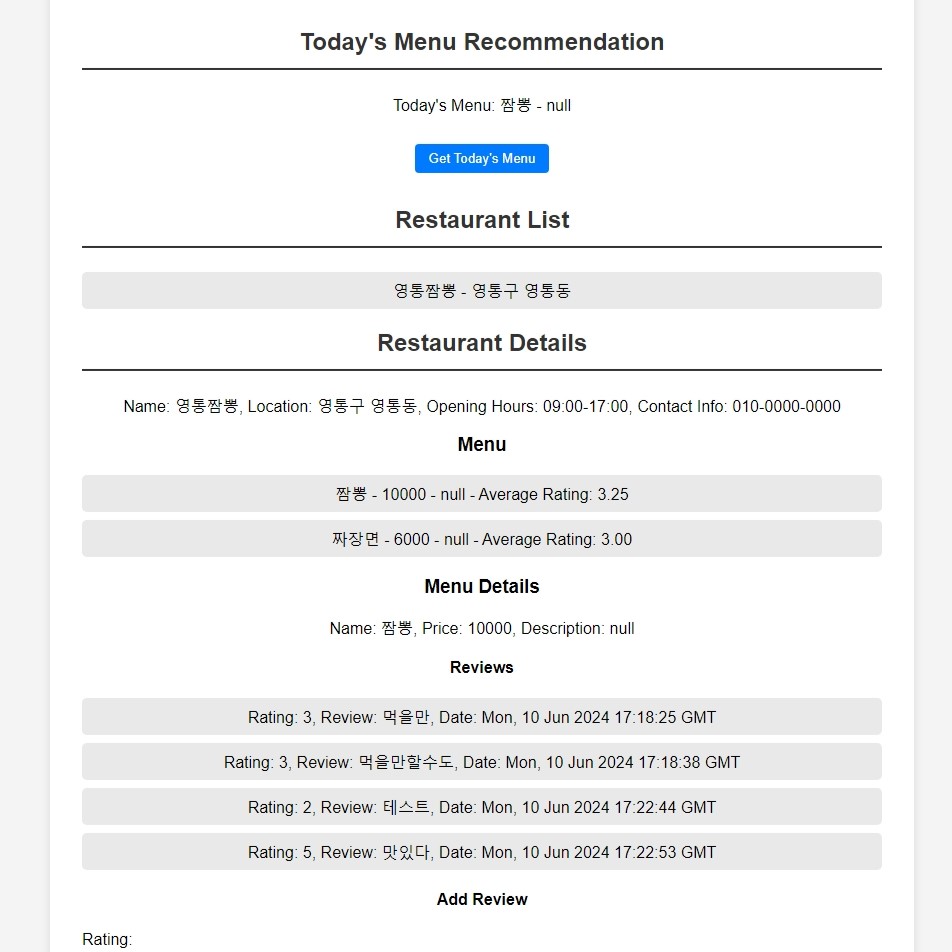 Today's Menu Recommendation
Today's Menu: 짬뽕 - null
Get Today's Menu
Restaurant List
영통짬뽕 - 영통구 영통동
Restaurant Details
Name: 영통짬뽕, Location: 영통구 영통동, Opening Hours: 09:00-17:00, Contact Info: 010-0000-0000
Menu
짬뽕 - 10000 - null - Average Rating: 3.25
짜장면 - 6000 - null - Average Rating: 3.00
Menu Details
Name: 짬뽕, Price: 10000, Description: null
Reviews
Rating: 3, Review: 먹을만, Date: Mon, 10 Jun 2024 17:18:25 GMT
Rating: 3, Review: 먹을만할수도, Date: Mon, 10 Jun 2024 17:18:38 GMT
Rating: 2, Review: 테스트, Date: Mon, 10 Jun 2024 17:22:44 GMT
Rating: 5, Review: 맛있다, Date: Mon, 10 Jun 2024 17:22:53 GMT
Add Review
Rating: